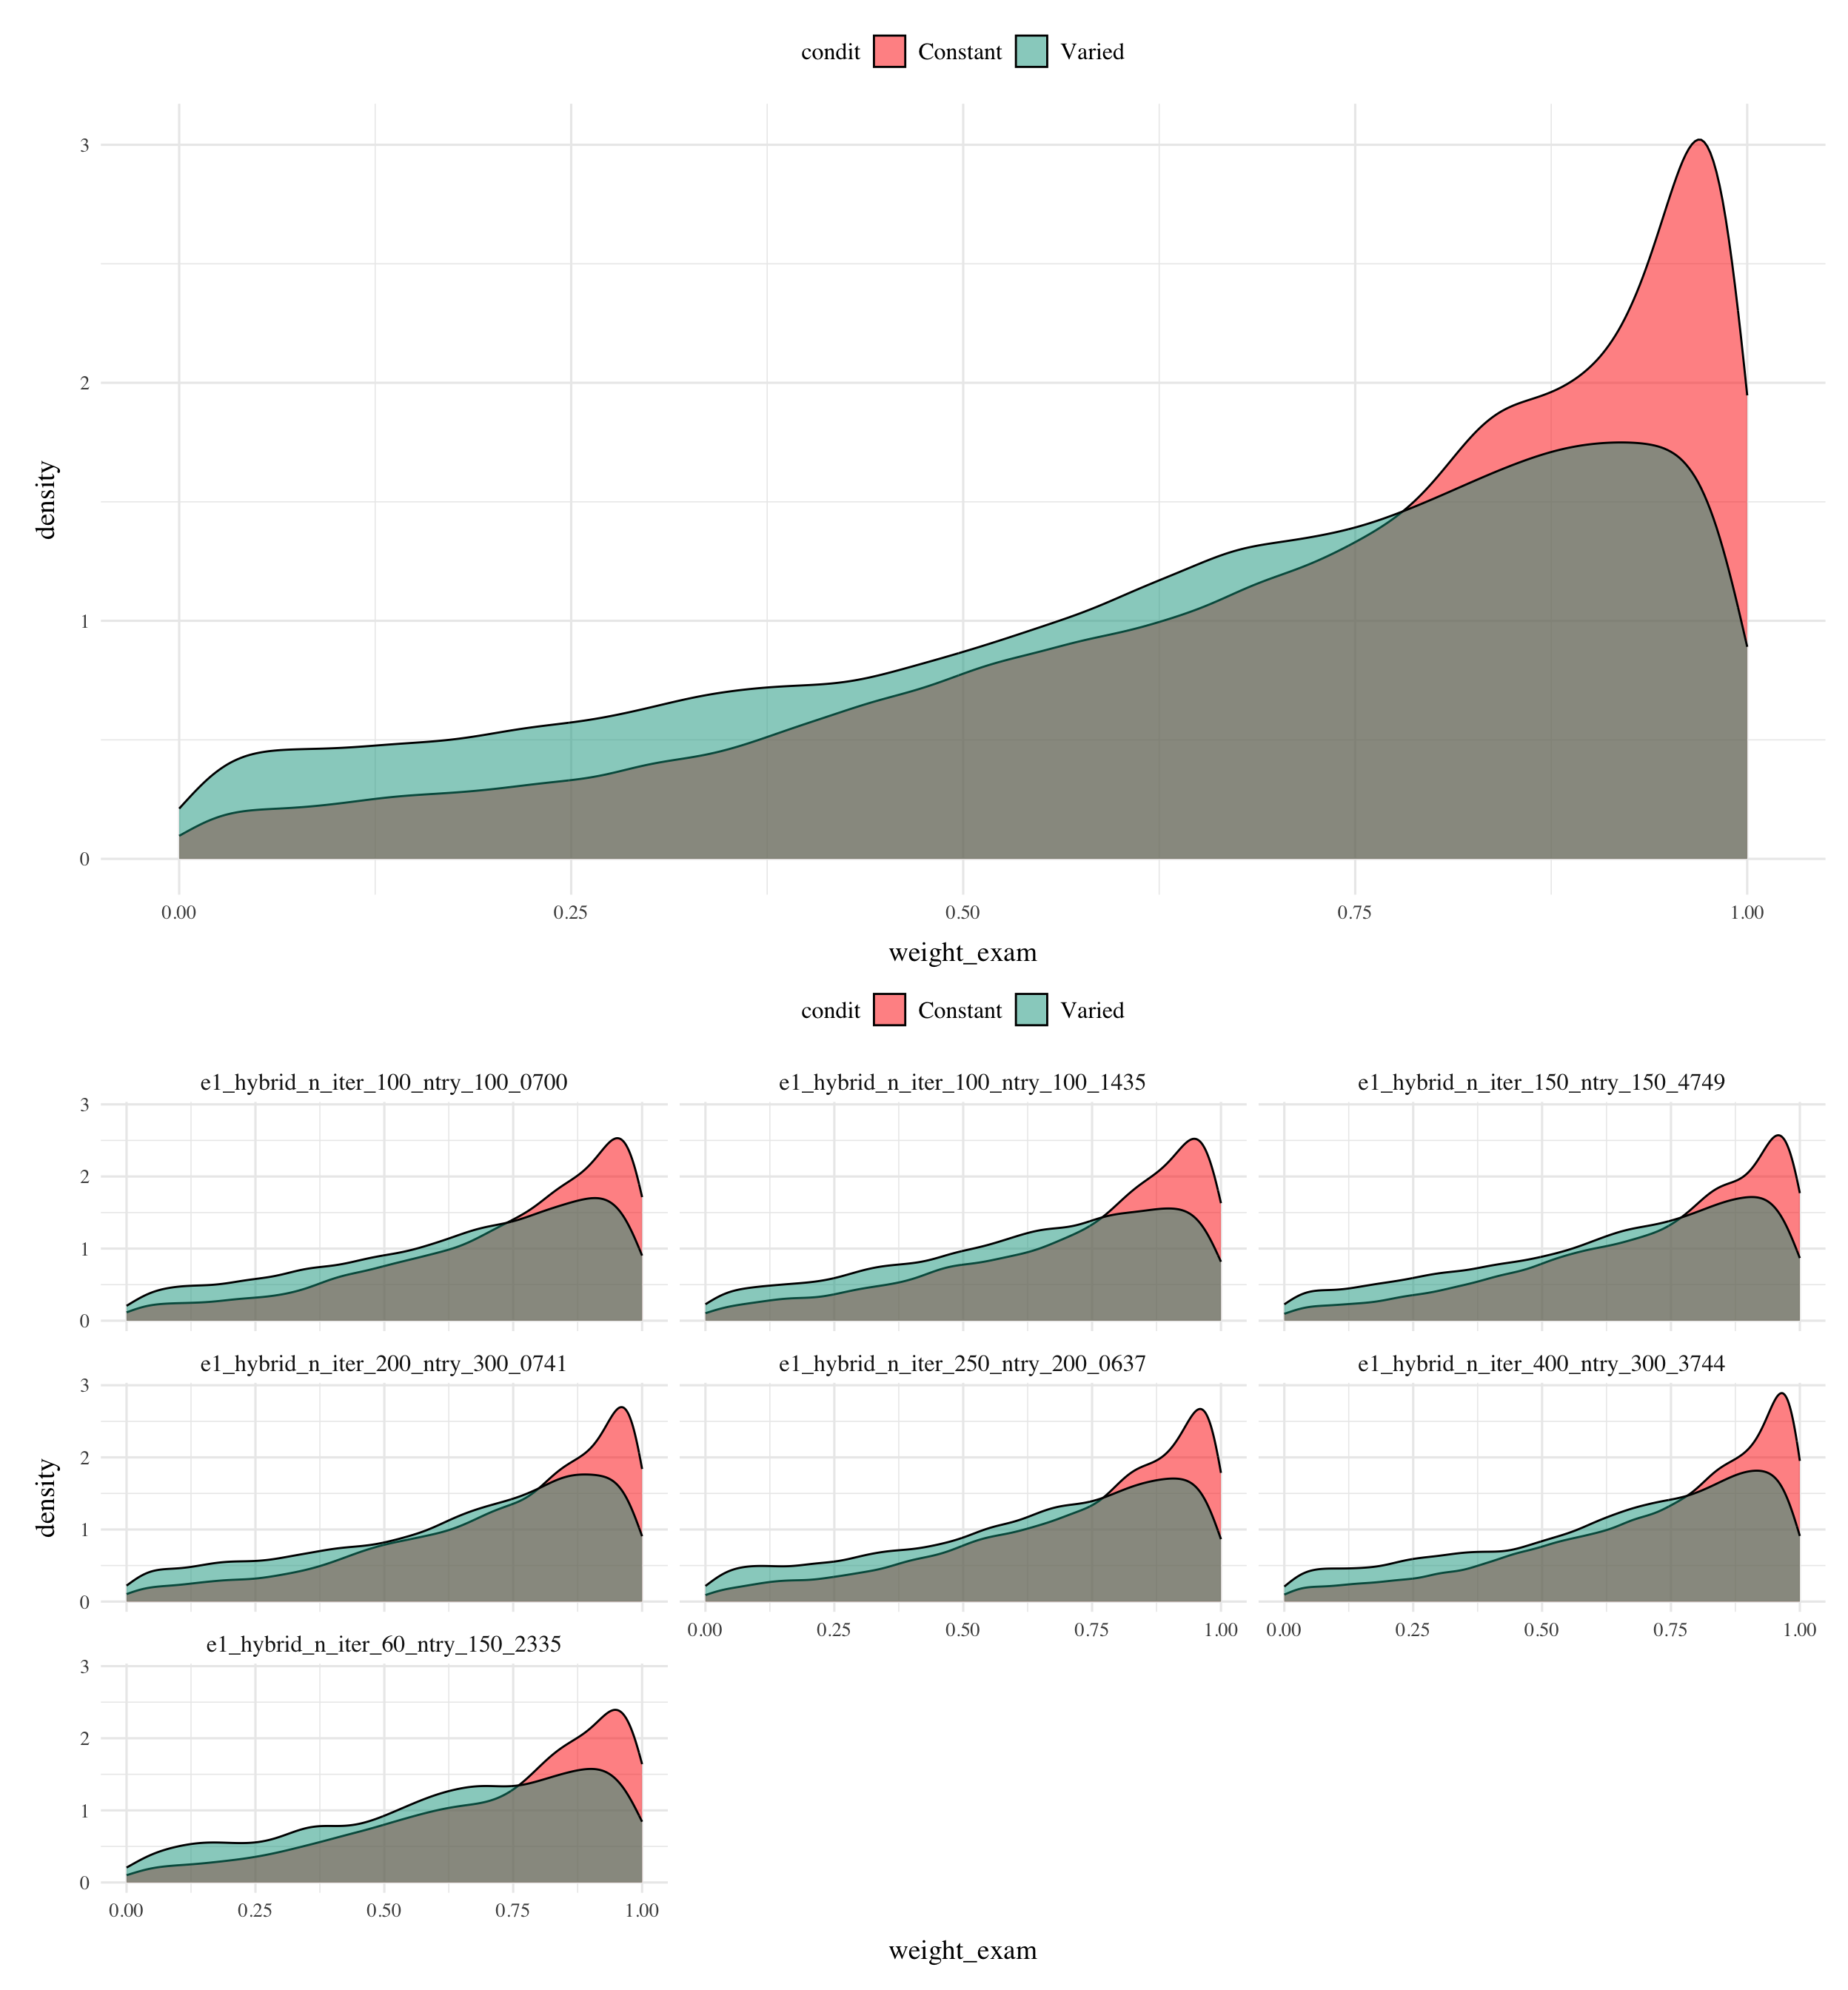 condit Constant Varied
3
2
1
0
density
0.00 0.25 0.50 0.75 1.00
weight_exam
condit Constant Varied
e1_hybrid_n_iter_100_ntry_100_0700 e1_hybrid_n_iter_100_ntry_100_1435 e1_hybrid_n_iter_150_ntry_150_4749
3
2
1
0
e1_hybrid_n_iter_200_ntry_300_0741 e1_hybrid_n_iter_250_ntry_200_0637 e1_hybrid_n_iter_400_ntry_300_3744
3
2
density
1
0
0.00 0.25 0.50 0.75 1.00 0.00 0.25 0.50 0.75 1.00
e1_hybrid_n_iter_60_ntry_150_2335
3
2
1
0
0.00 0.25 0.50 0.75 1.00
weight_exam